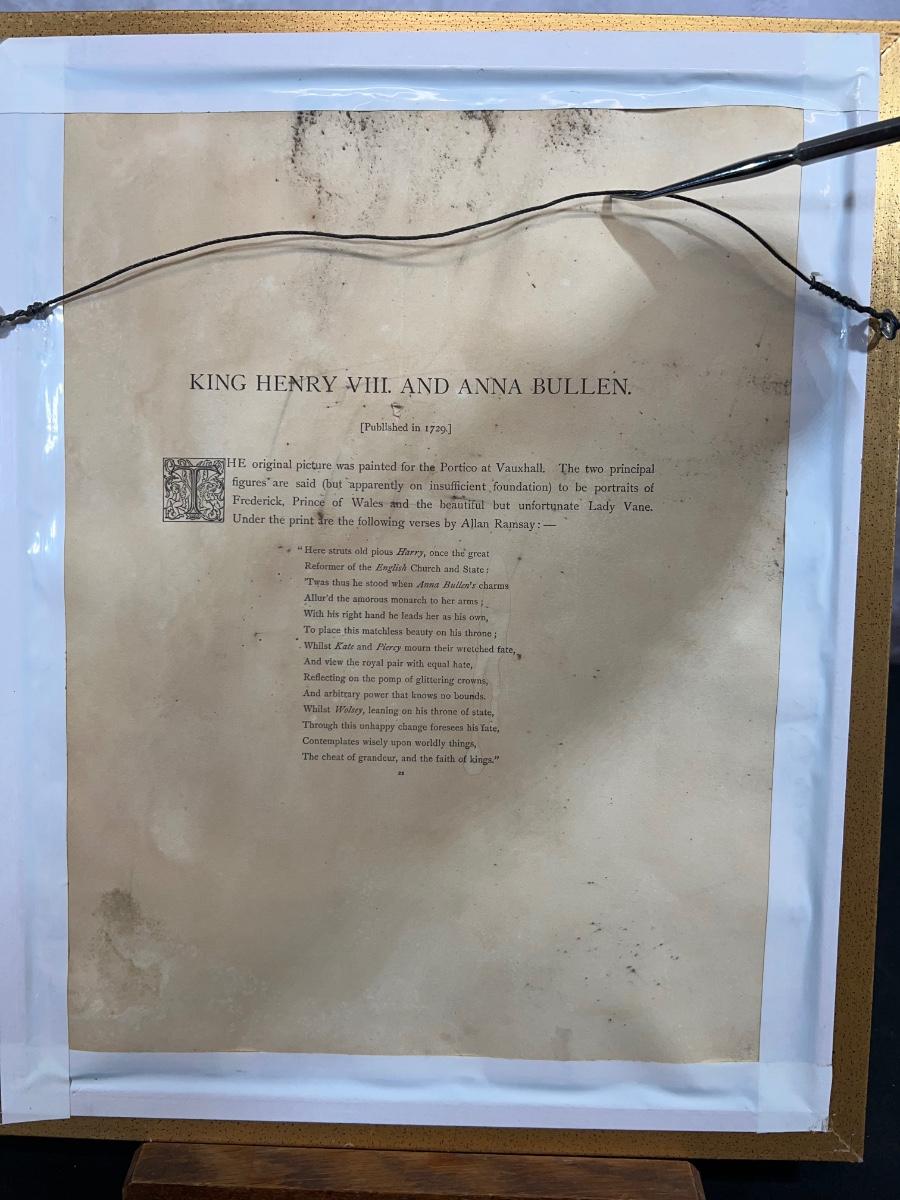 KING HENRY VIII. AND ANNA BULLEN.
[Published in 1729.]
THE original picture was painted for the Portico at Vauxhall. The two principal
figures are said (but apparently on insufficient foundation) to be portraits of
Frederick, Prince of Wales and the beautiful but unfortunate Lady Vane.
Under the print are the following verses by Allan Ramsay:—
"Here struts old pious Harry, once the great
Reformer of the English Church and State:
'Twas thus he stood when Anna Bullen's charms
Allur'd the amorous monarch to her arms;
With his right hand he leads her as his own,
To place this matchless beauty on his throne;
Whilst Kate and Piercy mourn their wretched fate,
And view the royal pair with equal hate,
Reflecting on the pomp of glittering crowns,
And arbitrary power that knows no bounds.
Whilst Wolsey, leaning on his throne of state,
Through this unhappy change foresees his fate,
Contemplates wisely upon worldly things,
The cheat of grandeur, and the faith of kings."
22